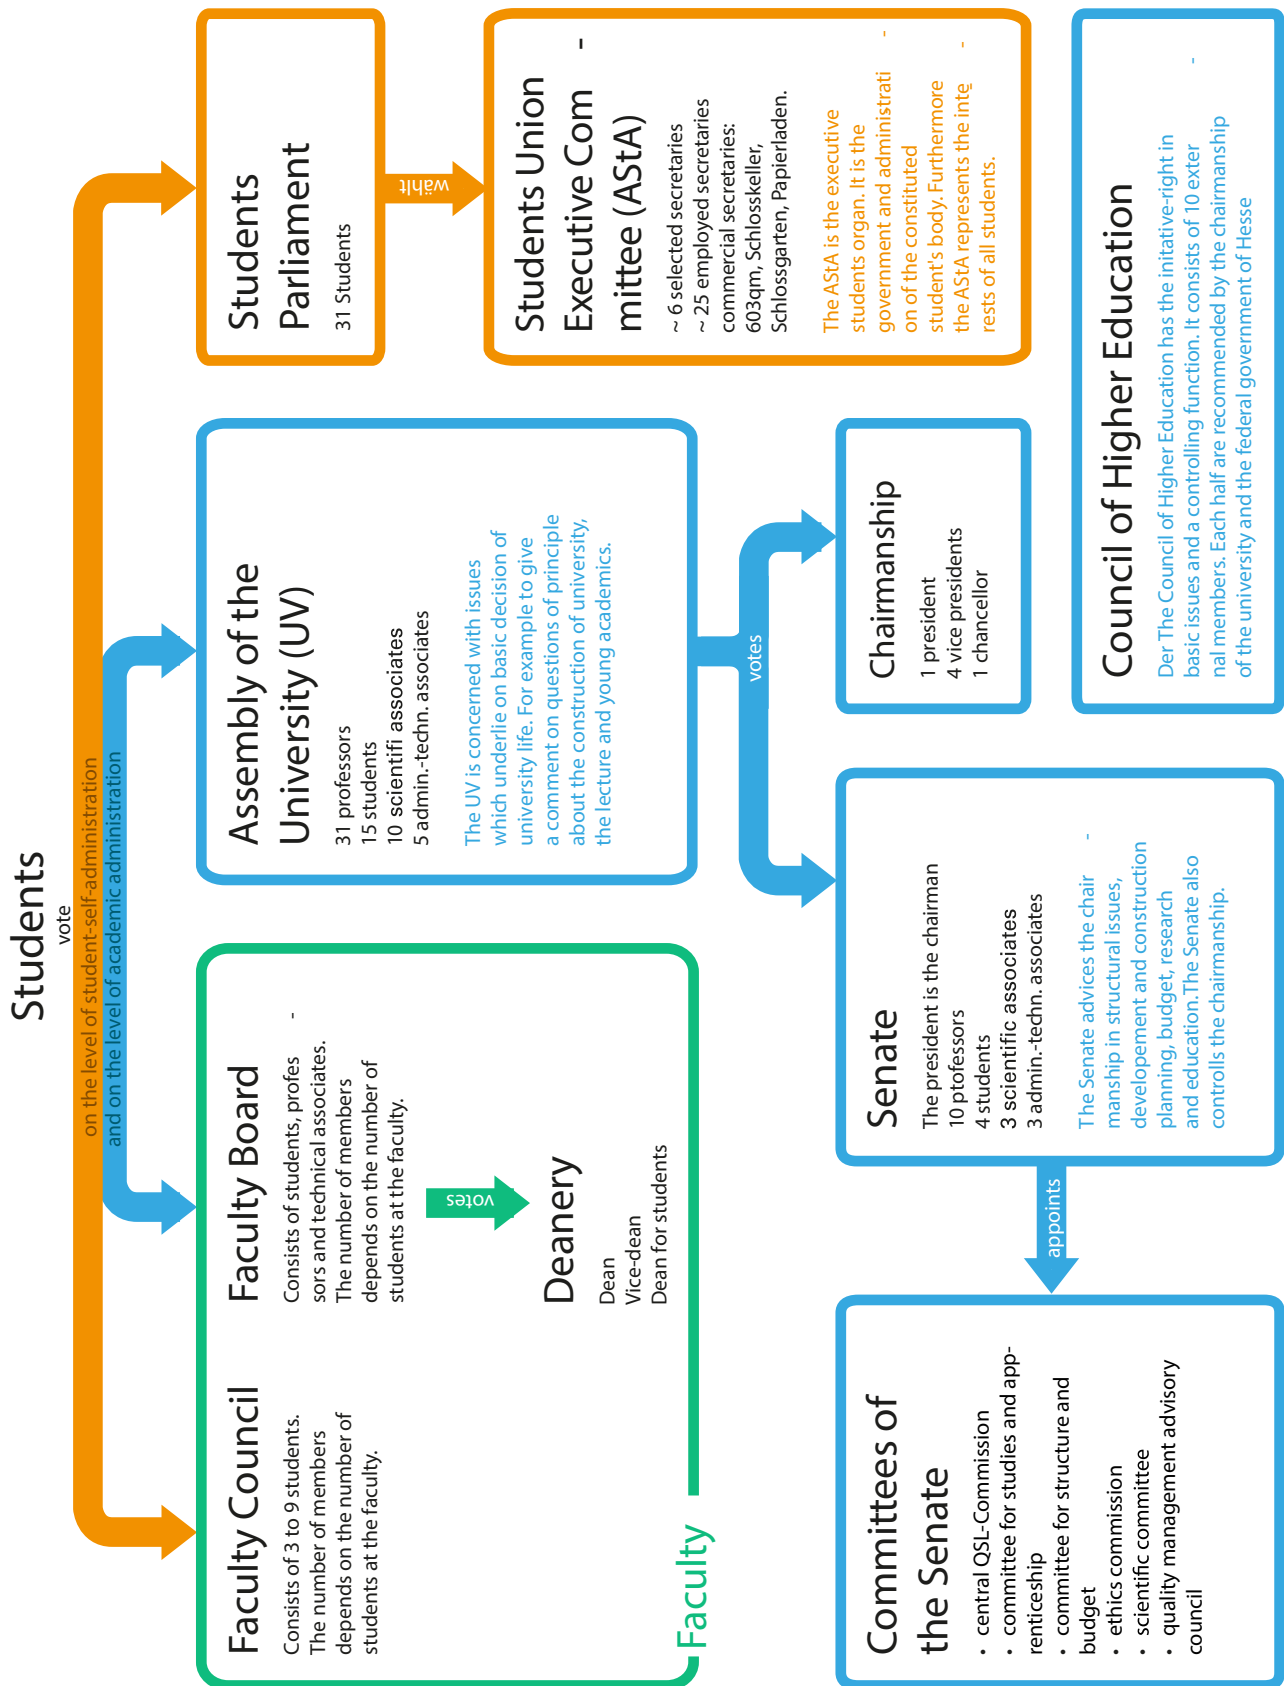 Students
vote
on the level of student-self-administration
and on the level of academic administration
Faculty Council
Consists of 3 to 9 students.
The number of members
depends on the number of
students at the faculty.
Faculty Board
Consists of students, profes -
sors and technical associates.
The number of members
depends on the number of
students at the faculty.
votes
Deanery
Dean
Vice-dean
Dean for students
Faculty
Assembly of the
University (UV)
31 professors
15 students
10 scientifi associates
5 admin.-techn. associates
The UV is concerned with issues
which underlie on basic decision of
university life. For example to give
a comment on questions of principle
about the construction of university,
the lecture and young academics.
Students
Parliament
31 Students
wählt
Students Union
Executive Com -
mittee (AStA)
~ 6 selected secretaries
~ 25 employed secretaries
commercial secretaries:
603qm, Schlosskeller,
Schlossgarten, Papierladen.
The AStA is the executive
students organ. It is the
government and administrati -
on of the constituted
student's body. Furthermore
the AStA represents the inte -
rests of all students.
votes
Committees of
the Senate
• central QSL-Commission
• committee for studies and app-
renticeship
• committee for structure and
budget
• ethics commission
• scientific committee
• quality management advisory
council
appoints
Senate
The president is the chairman
10 ptofessors
4 students
3 scientific associates
3 admin.-techn. associates
The Senate advices the chair -
manship in structural issues,
developement and construction
planning, budget, research
and education. The Senate also
controlls the chairmanship.
Chairmanship
1 president
4 vice presidents
1 chancellor
Council of Higher Education
Der The Council of Higher Education has the initative-right in
basic issues and a controlling function. It consists of 10 exter -
nal members. Each half are recommended by the chairmanship
of the university and the federal government of Hesse